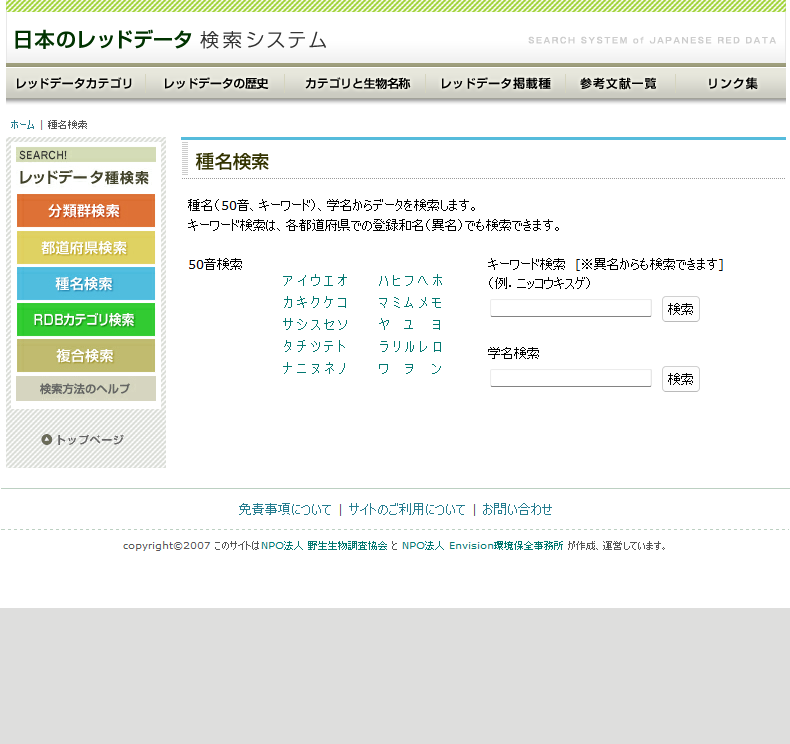 日本のレッドデータ 検索システム
SEARCH SYSTEM of JAPANESE RED DATA
レッドデータカテゴリ レッドデータの歴史 カテゴリと生物名称 レッドデータ掲載種 参考文献一覧 リンク集
ホーム | 種名検索
SEARCH!
レッドデータ種検索
分類群検索
都道府県検索
種名検索
RDBカテゴリ検索
複合検索
検索方法のヘルプ
トップページ
種名検索
種名（50音、キーワード）、学名からデータを検索します。
キーワード検索は、各都道府県での登録和名（異名）でも検索できます。
50音検索
ア イ ウ エ オ ハ ヒ フ ヘ ホ
カ キ ク ケ コ マ ミ ム メ モ
サ シ ス セ ソ ヤ ユ ヨ
タ チ ツ テ ト ラ リ ル レ ロ
ナ ニ ヌ ネ ノ ワ ヲ ン
キーワード検索 [※異名からも検索できます]
（例. ニッコウキスゲ）
検索
学名検索
検索
免責事項について | サイトのご利用について | お問い合わせ
copyright©2007 このサイトはNPO法人 野生生物調査協会 と NPO法人 Envision環境保全事務所 が作成、運営しています。